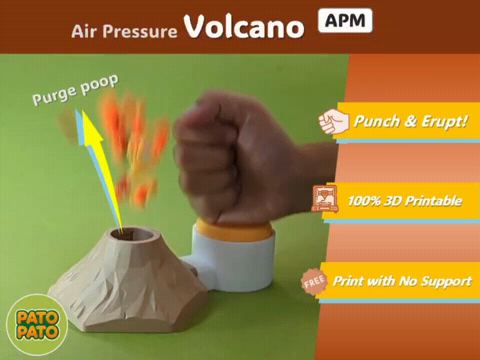 Air Pressure Volcano APM
Purge poop
Punch & Erupt!
100% 3D Printable
FREE Print with No Support
PATO
PATO